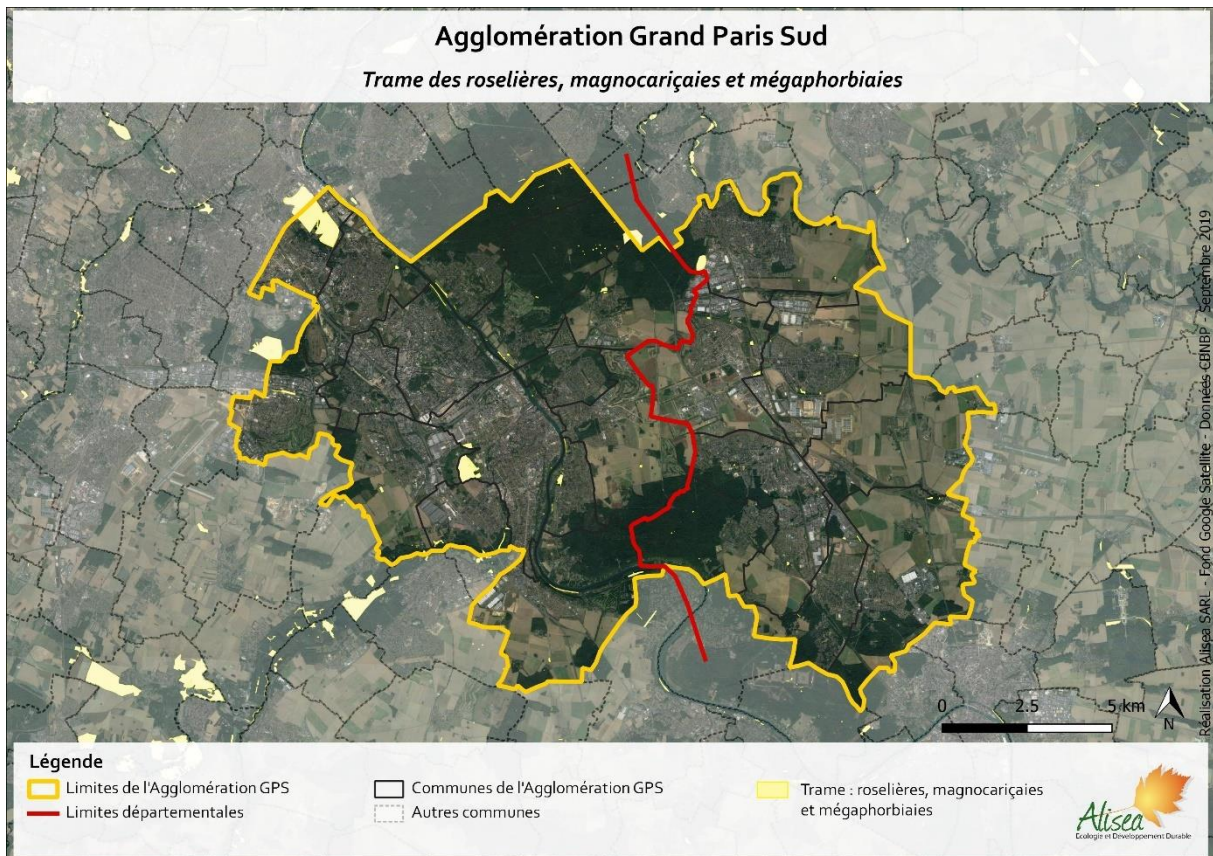 Agglomération Grand Paris Sud
Trame des roselières, magnocariçaies et mégaphorbiaies
Réalisation Alisea SARL - Fond Google Satellite - Données CBNBP - Septembre 2019
0 2.5 5 km
N
Légende
Limites de l'Agglomération GPS
Limites départementales
Communes de l'Agglomération GPS
Autres communes
Trame : roselières, magnocariçaies
et mégaphorbiaies
Alisea
Ecologie et Developpement Durable